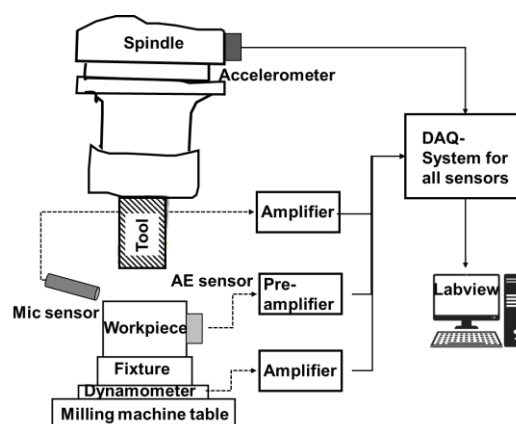 Spindle
Accelerometer
DAQ-
System for
all sensors
Amplifier
Tool
AE sensor
Pre-
amplifier
Labview
Mic sensor
Workpiece
Fixture
Amplifier
Dynamometer
Milling machine table
S